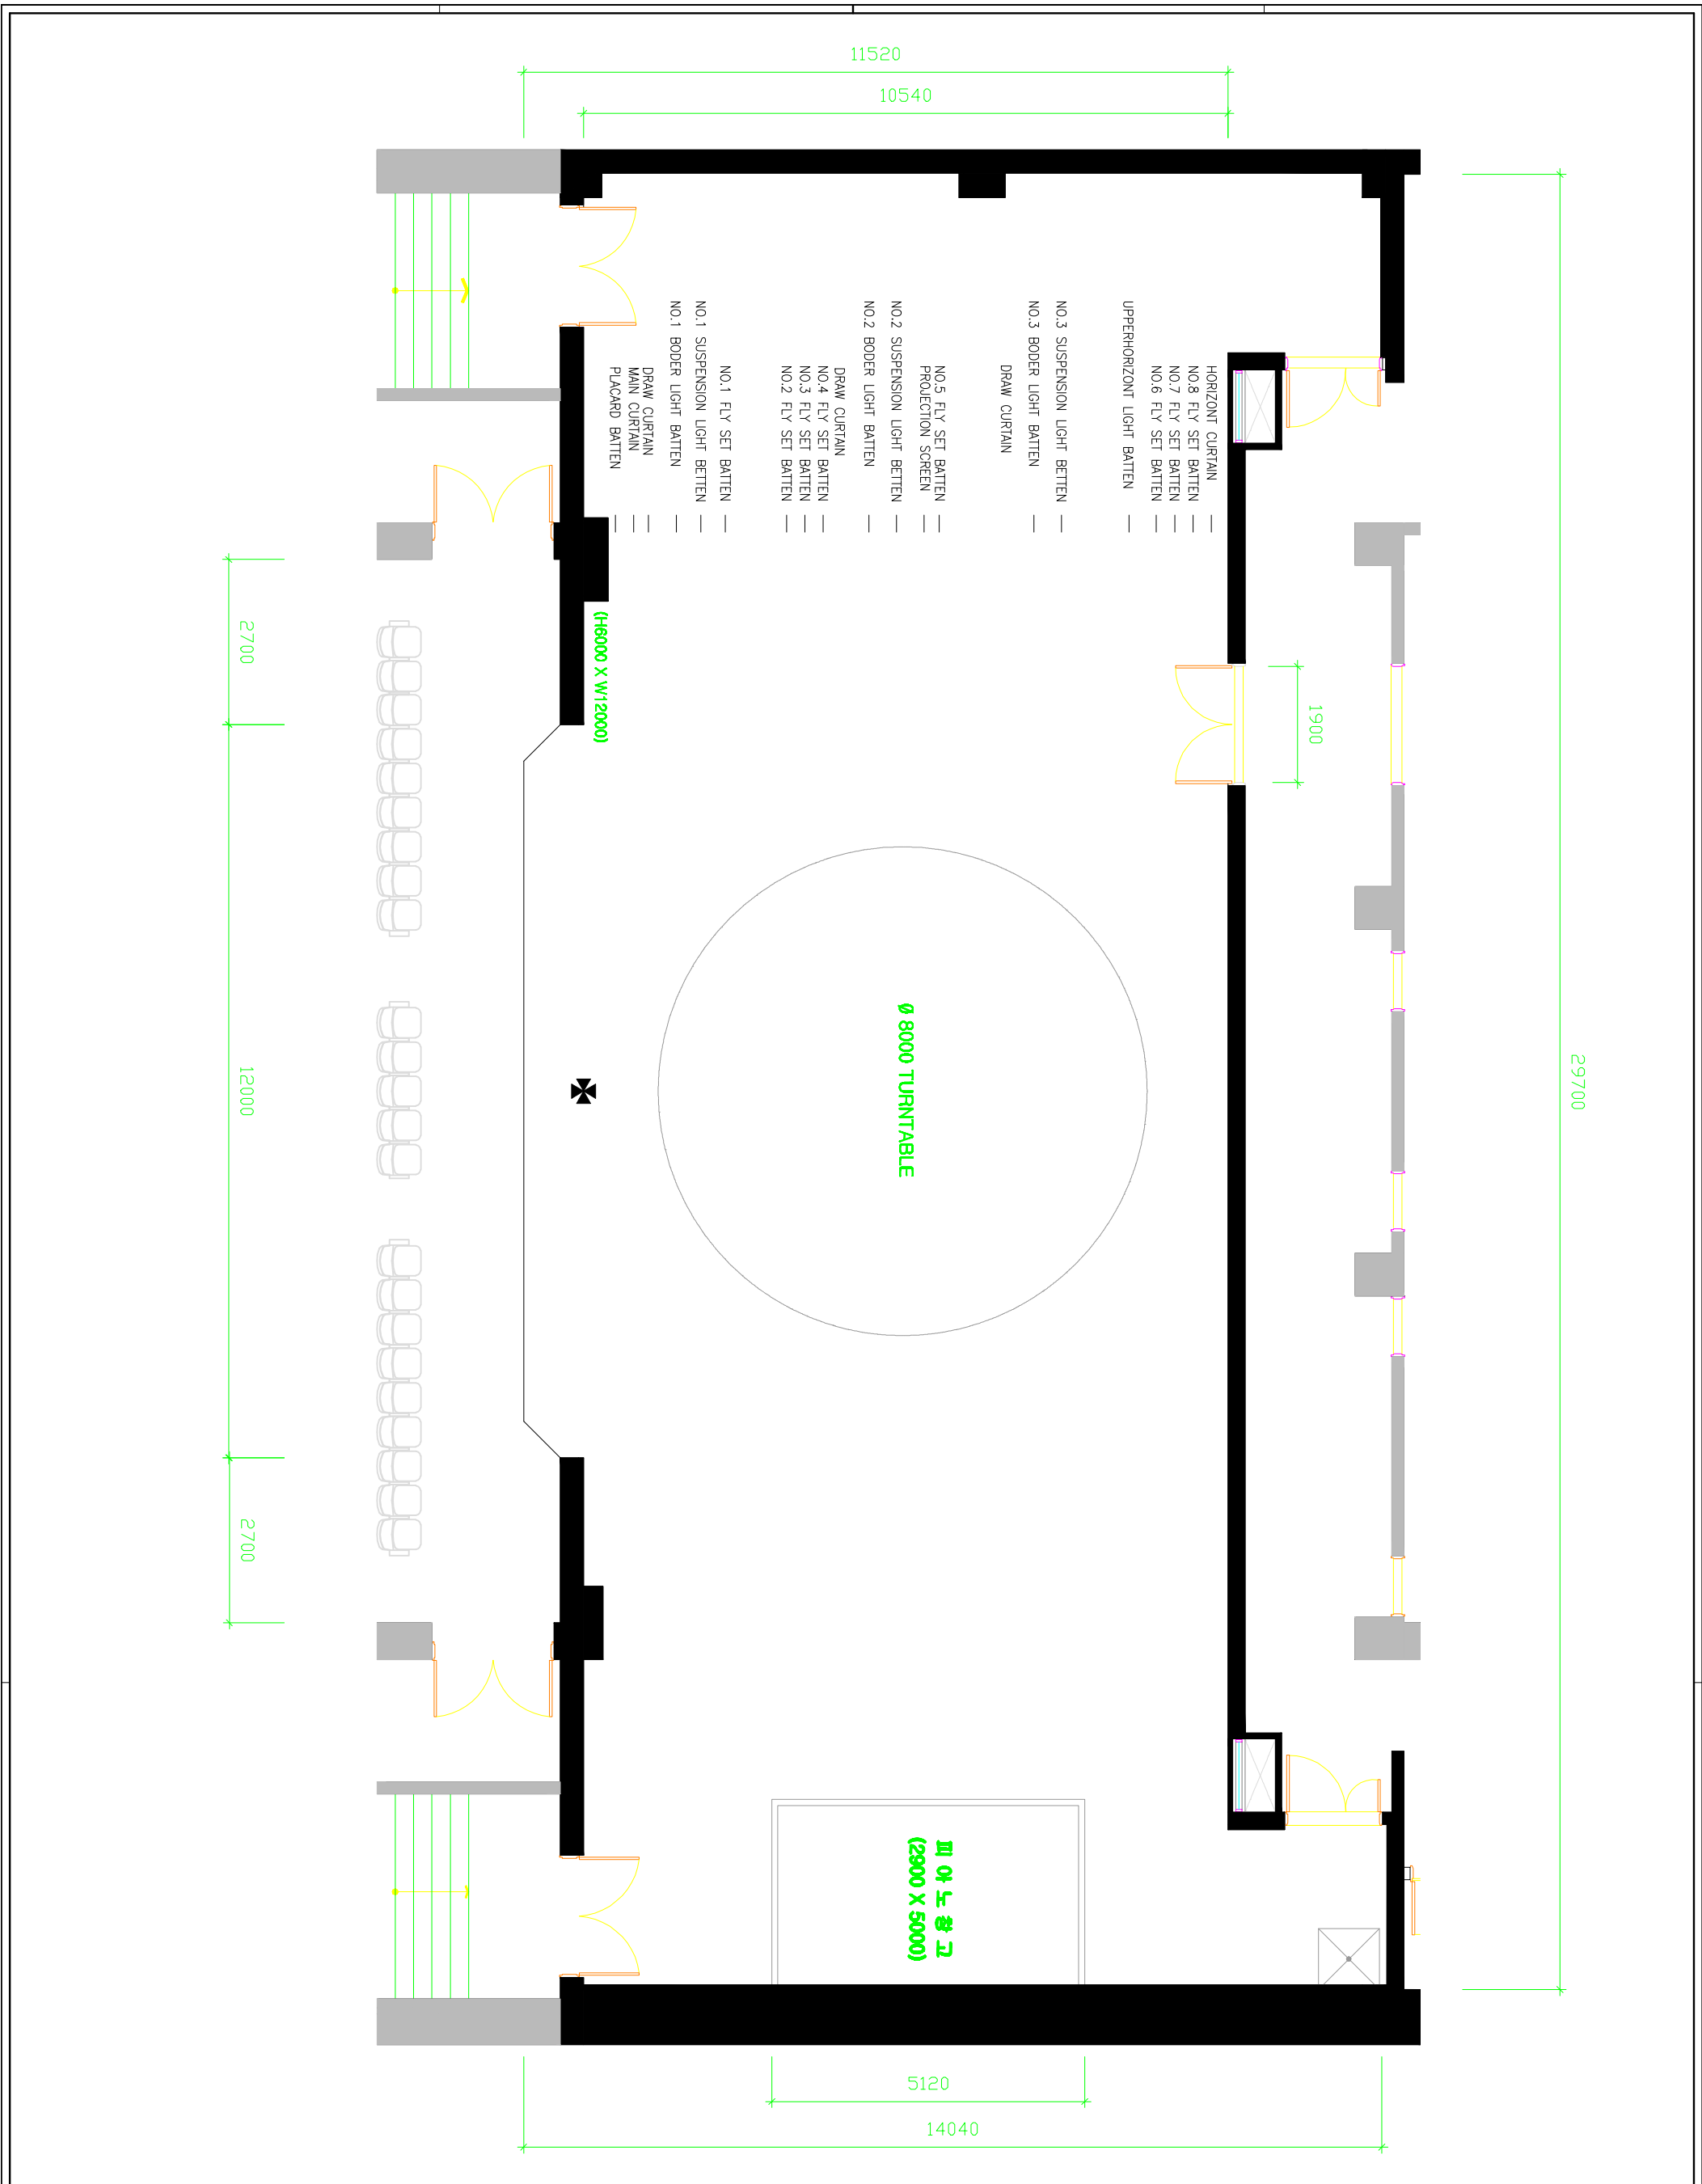 11520
10540
29700
HORIZONT CURTAIN
NO.8 FLY SET BATTEN
NO.7 FLY SET BATTEN
NO.6 FLY SET BATTEN
UPPERHORIZONT LIGHT BATTEN
NO.3 SUSPENSION LIGHT BETTEN
NO.3 BODER LIGHT BATTEN
DRAW CURTAIN
NO.5 FLY SET BATTEN
PROJECTION SCREEN
NO.2 SUSPENSION LIGHT BETTEN
NO.2 BODER LIGHT BATTEN
DRAW CURTAIN
NO.4 FLY SET BATTEN
NO.3 FLY SET BATTEN
NO.2 FLY SET BATTEN
NO.1 FLY SET BATTEN
NO.1 SUSPENSION LIGHT BETTEN
NO.1 BODER LIGHT BATTEN
DRAW CURTAIN
MAIN CURTAIN
PLACARD BATTEN
(H6000 X W12000)
1900
Ø 8000 TURNTABLE
피아노창고
(2900 X 5000)
2700
12000
2700
5120
14040